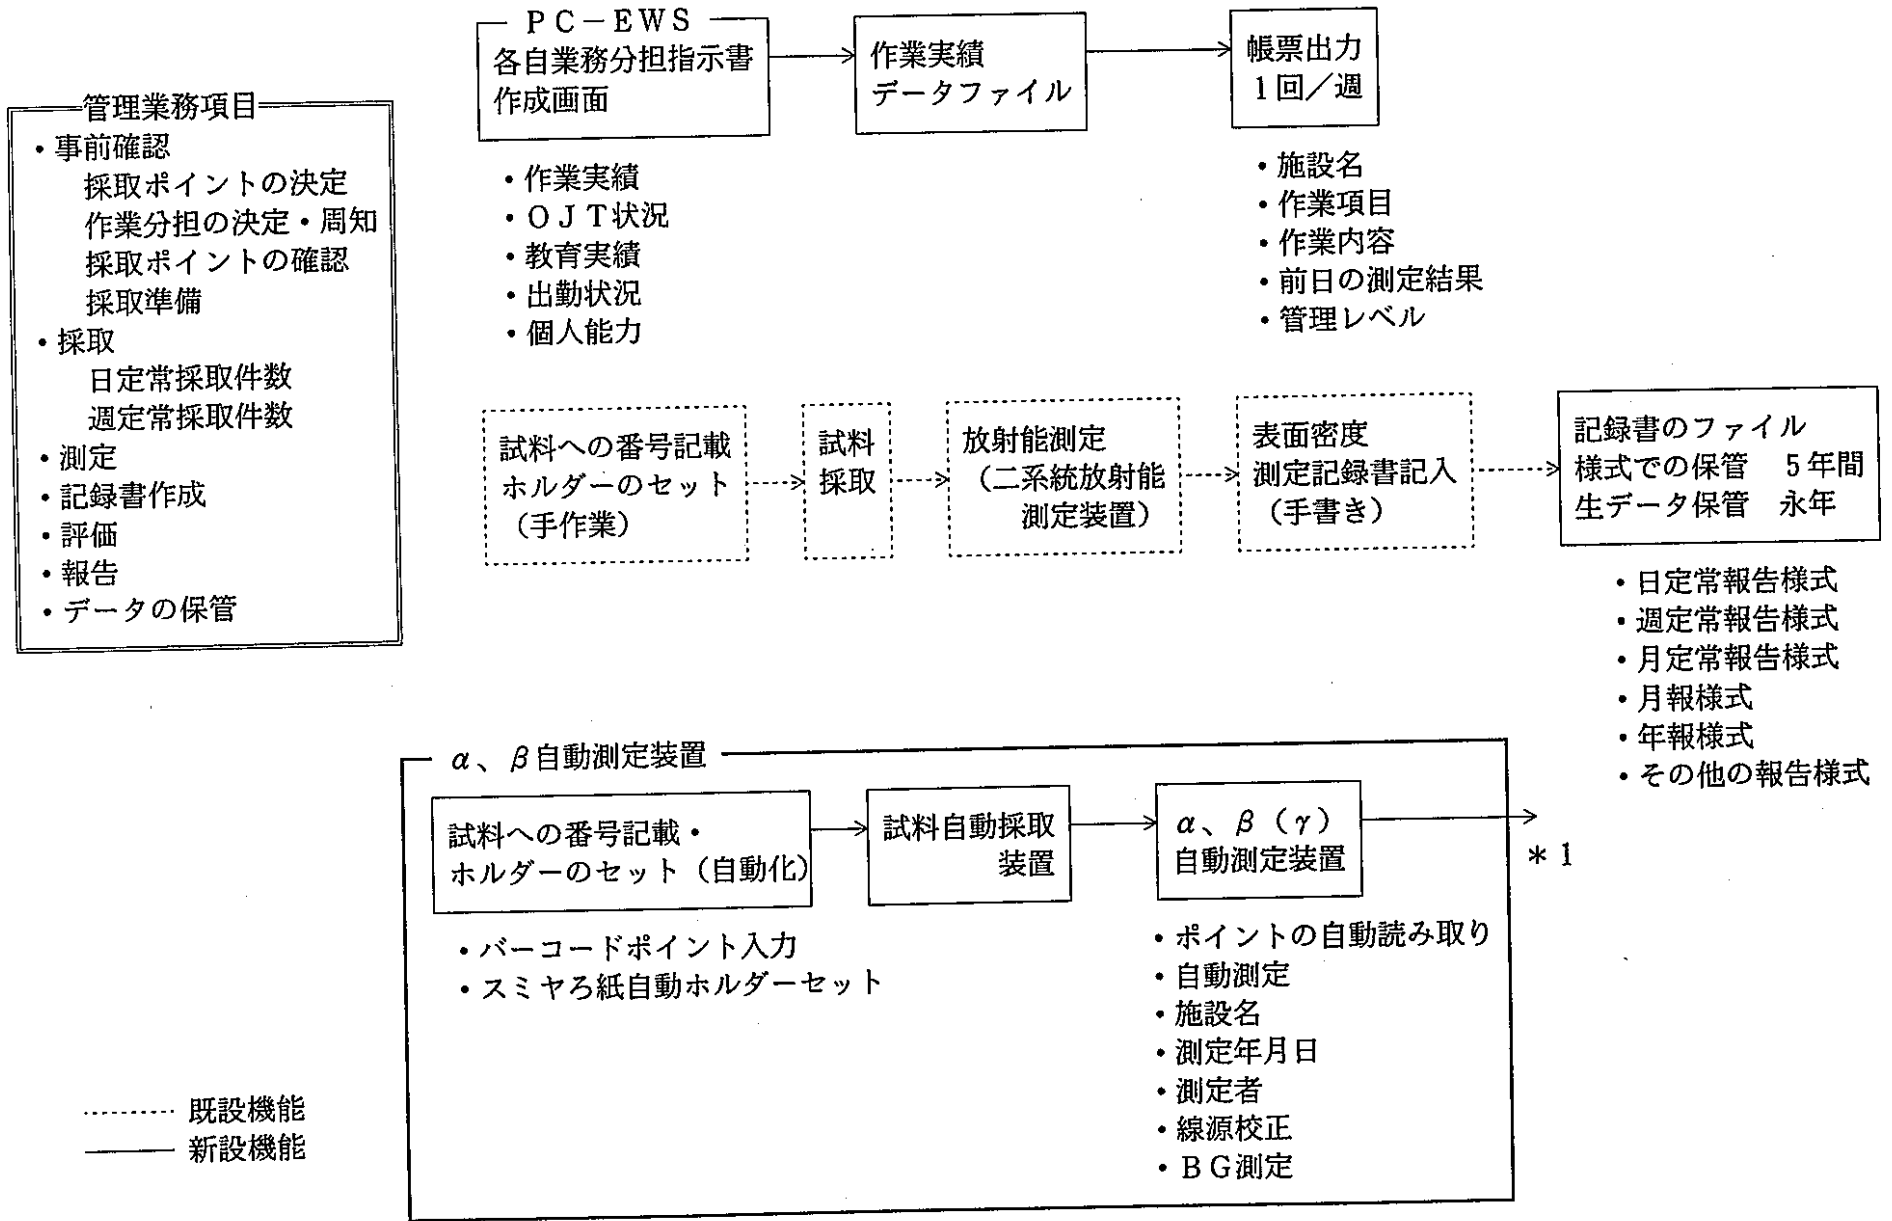 管理業務項目
・事前確認
採取ポイントの決定
作業分担の決定・周知
採取ポイントの確認
採取準備
・採取
日定常採取件数
週定常採取件数
・測定
・記録書作成
・評価
・報告
・データの保管
PC－EWS
各自業務分担指示書
作成画面
・作業実績
・OJT状況
・教育実績
・出勤状況
・個人能力
作業実績
データファイル
帳票出力
1回／週
・施設名
・作業項目
・作業内容
・前日の測定結果
・管理レベル
試料への番号記載
ホルダーのセット
（手作業）
試料
採取
放射能測定
（二系統放射能
測定装置）
表面密度
測定記録書記入
（手書き）
記録書のファイル
様式での保管　5年間
生データ保管　永年
・日定常報告様式
・週定常報告様式
・月定常報告様式
・月報様式
・年報様式
・その他の報告様式
α、β自動測定装置
試料への番号記載・
ホルダーのセット（自動化）
・バーコードポイント入力
・スミヤろ紙自動ホルダーセット
試料自動採取
装置
α、β（γ）
自動測定装置
・ポイントの自動読み取り
・自動測定
・施設名
・測定年月日
・測定者
・線源校正
・BG測定
＊1
既設機能
新設機能